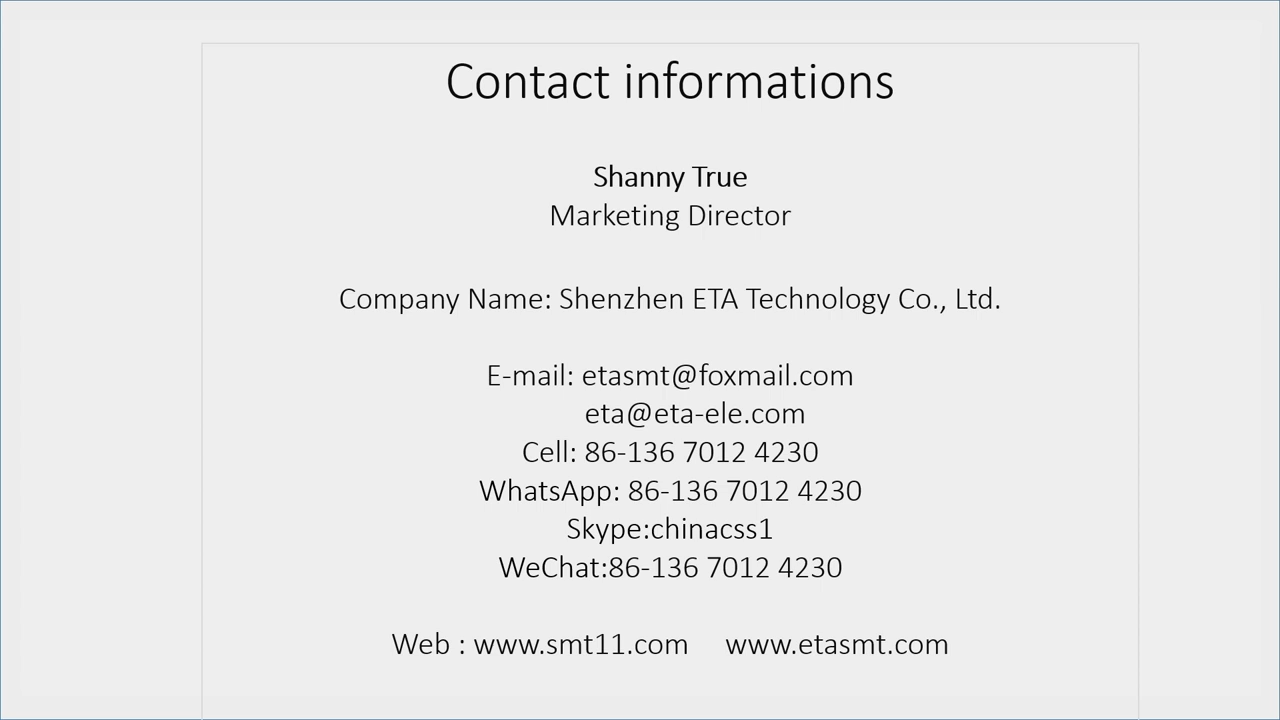 Contact informations
Shanny True
Marketing Director
Company Name: Shenzhen ETA Technology Co., Ltd.
E-mail: etasmt@foxmail.com
eta@eta-ele.com
Cell: 86-136 7012 4230
WhatsApp: 86-136 7012 4230
Skype:chinacss1
WeChat:86-136 7012 4230
Web : www.smt11.com www.etasmt.com